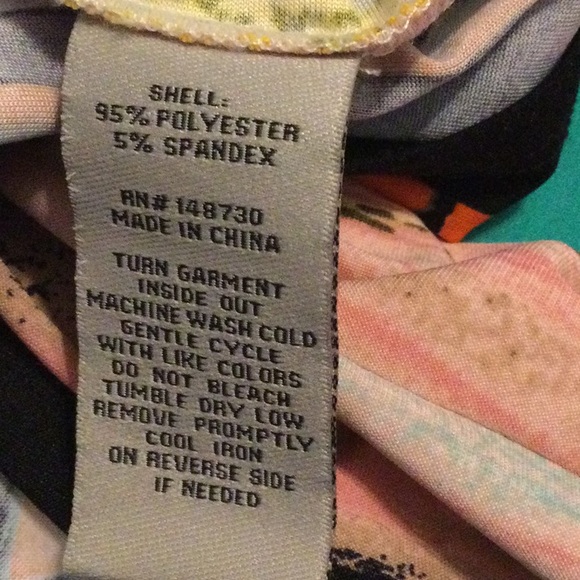 SHELL:
95% POLYESTER
5% SPANDEX
RN# 148730
MADE IN CHINA
TURN GARMENT
INSIDE OUT
MACHINE WASH COLD
GENTLE CYCLE
WITH LIKE COLORS
DO NOT BLEACH
TUMBLE DRY LOW
REMOVE PROMPTLY
COOL IRON
ON REVERSE SIDE
IF NEEDED